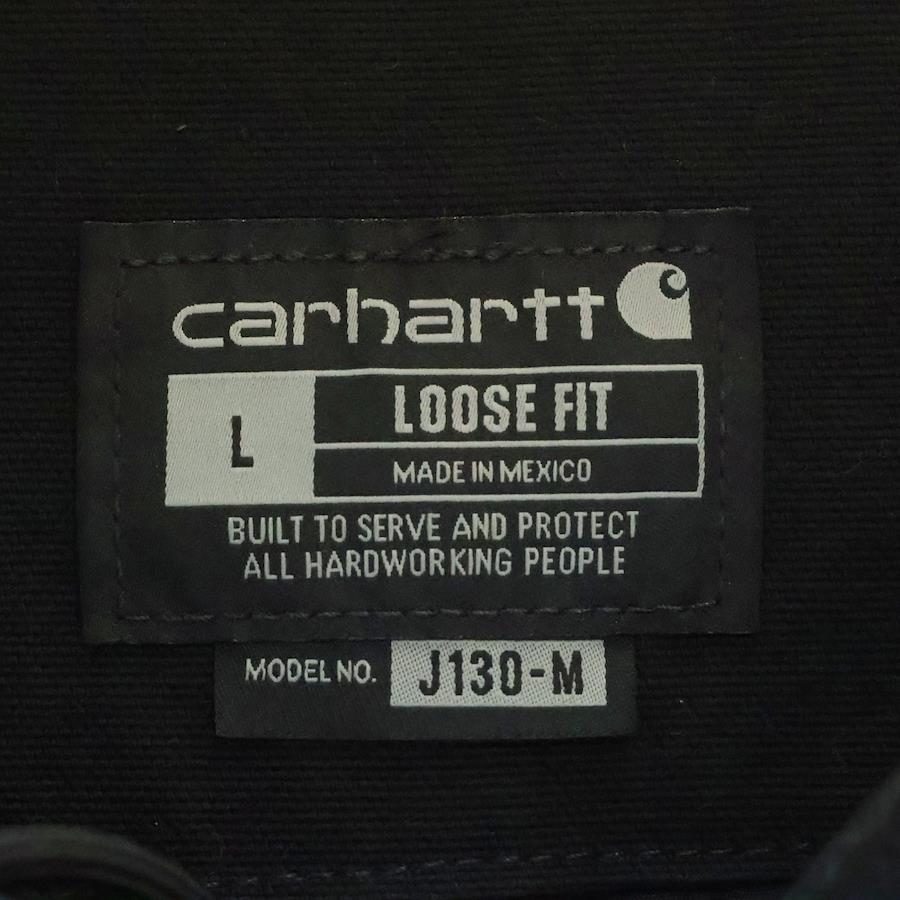 carhartt
L
LOOSE FIT
MADE IN MEXICO
BUILT TO SERVE AND PROTECT
ALL HARDWORKING PEOPLE
MODEL NO. J130-M